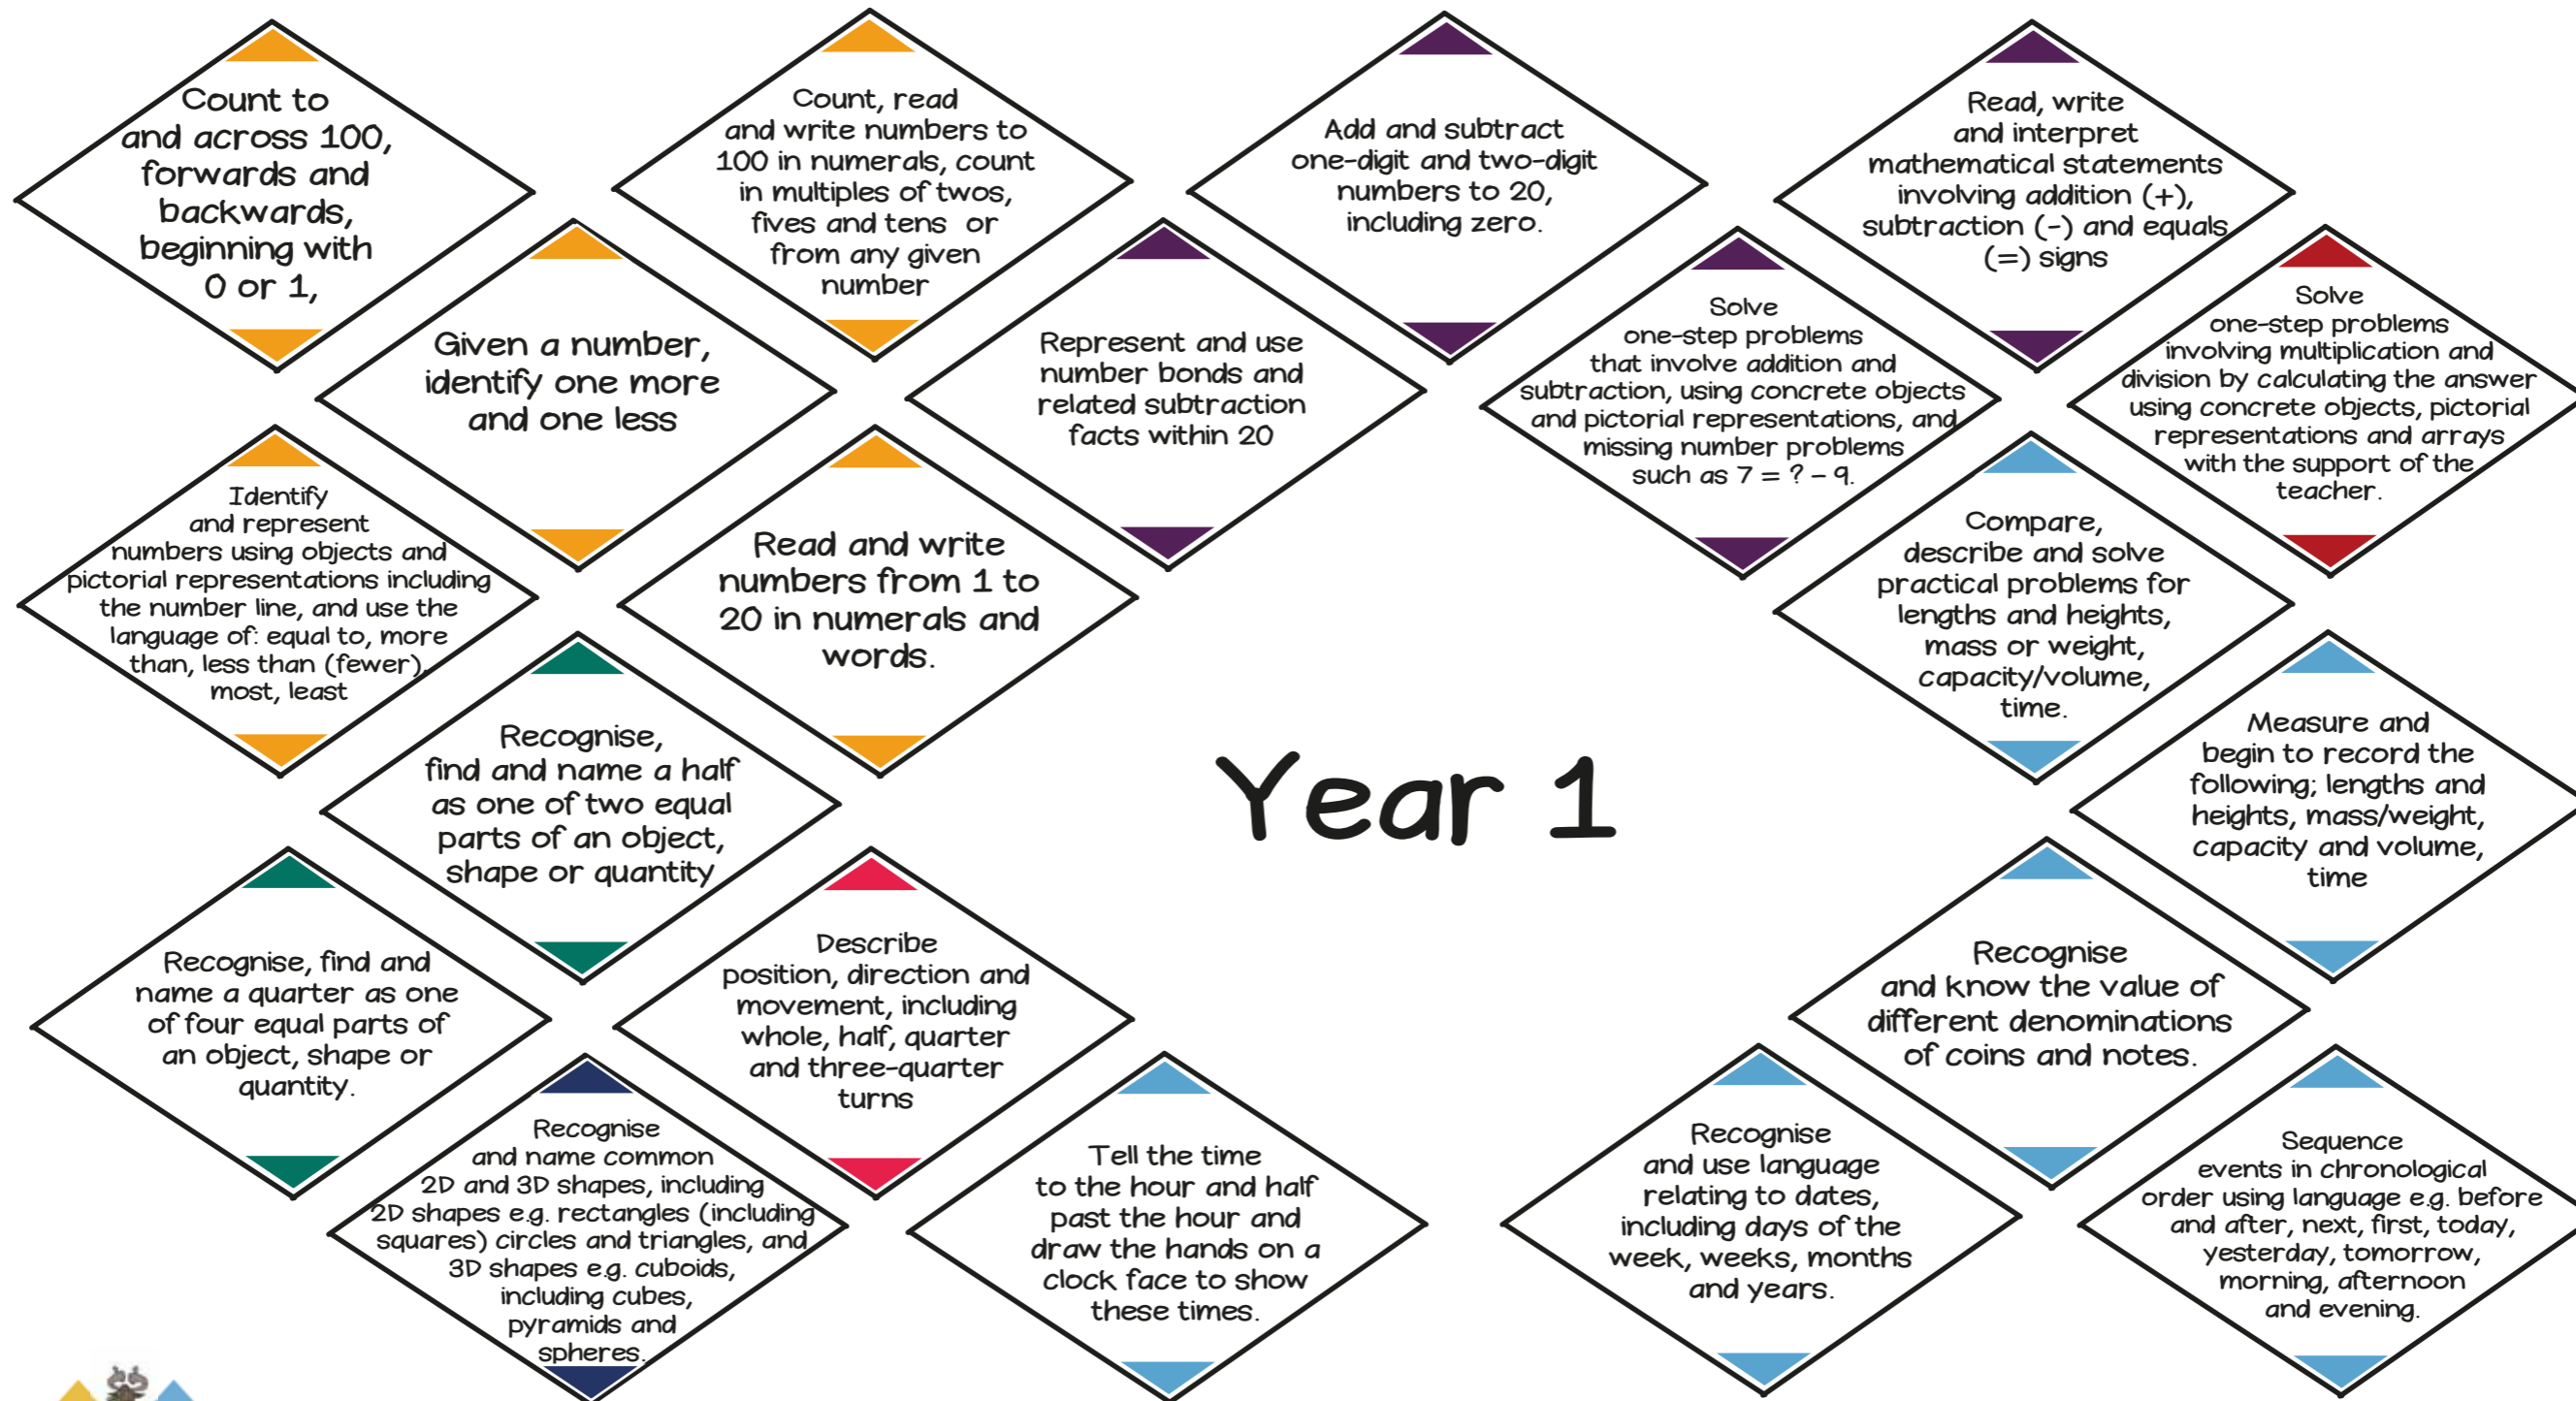 Count to
and across 100,
forwards and
backwards,
beginning with
0 or 1,
Count, read
and write numbers to
100 in numerals, count
in multiples of twos,
fives and tens or
from any given
number
Add and subtract
one-digit and two-digit
numbers to 20,
including zero.
Read, write
and interpret
mathematical statements
involving addition (+),
subtraction (-) and equals
(=) signs
Given a number,
identify one more
and one less
Represent and use
number bonds and
related subtraction
facts within 20
Solve
one-step problems
that involve addition and
subtraction, using concrete objects
and pictorial representations, and
missing number problems
such as 7 = ? - 9.
Solve
one-step problems
involving multiplication and
division by calculating the answer
using concrete objects, pictorial
representations and arrays
with the support of the
teacher.
Identify
and represent
numbers using objects and
pictorial representations including
the number line, and use the
language of: equal to, more
than, less than (fewer),
most, least
Read and write
numbers from 1 to
20 in numerals and
words.
Compare,
describe and solve
practical problems for
lengths and heights,
mass or weight,
capacity/volume,
time.
Recognise,
find and name a half
as one of two equal
parts of an object,
shape or quantity
Year 1
Measure and
begin to record the
following; lengths and
heights, mass/weight,
capacity and volume,
time
Recognise, find and
name a quarter as one
of four equal parts of
an object, shape or
quantity.
Describe
position, direction and
movement, including
whole, half, quarter
and three-quarter
turns
Recognise
and know the value of
different denominations
of coins and notes.
Recognise
and name common
2D and 3D shapes, including
2D shapes e.g. rectangles (including
squares) circles and triangles, and
3D shapes e.g. cuboids,
including cubes,
pyramids and
spheres.
Tell the time
to the hour and half
past the hour and
draw the hands on a
clock face to show
these times.
Recognise
and use language
relating to dates,
including days of the
week, weeks, months
and years.
Sequence
events in chronological
order using language e.g. before
and after, next, first, today,
yesterday, tomorrow,
morning, afternoon
and evening.